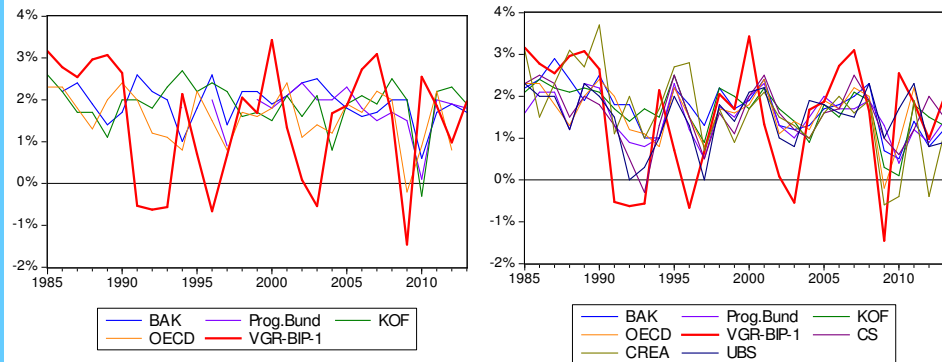 4%
3%
2%
1%
0%
-1%
-2%
1985 1990 1995 2000 2005 2010
BAK Prog.Bund KOF
OECD VGR-BIP-1
4%
3%
2%
1%
0%
-1%
-2%
1985 1990 1995 2000 2005 2010
BAK Prog.Bund KOF
OECD VGR-BIP-1 CS
CREA UBS